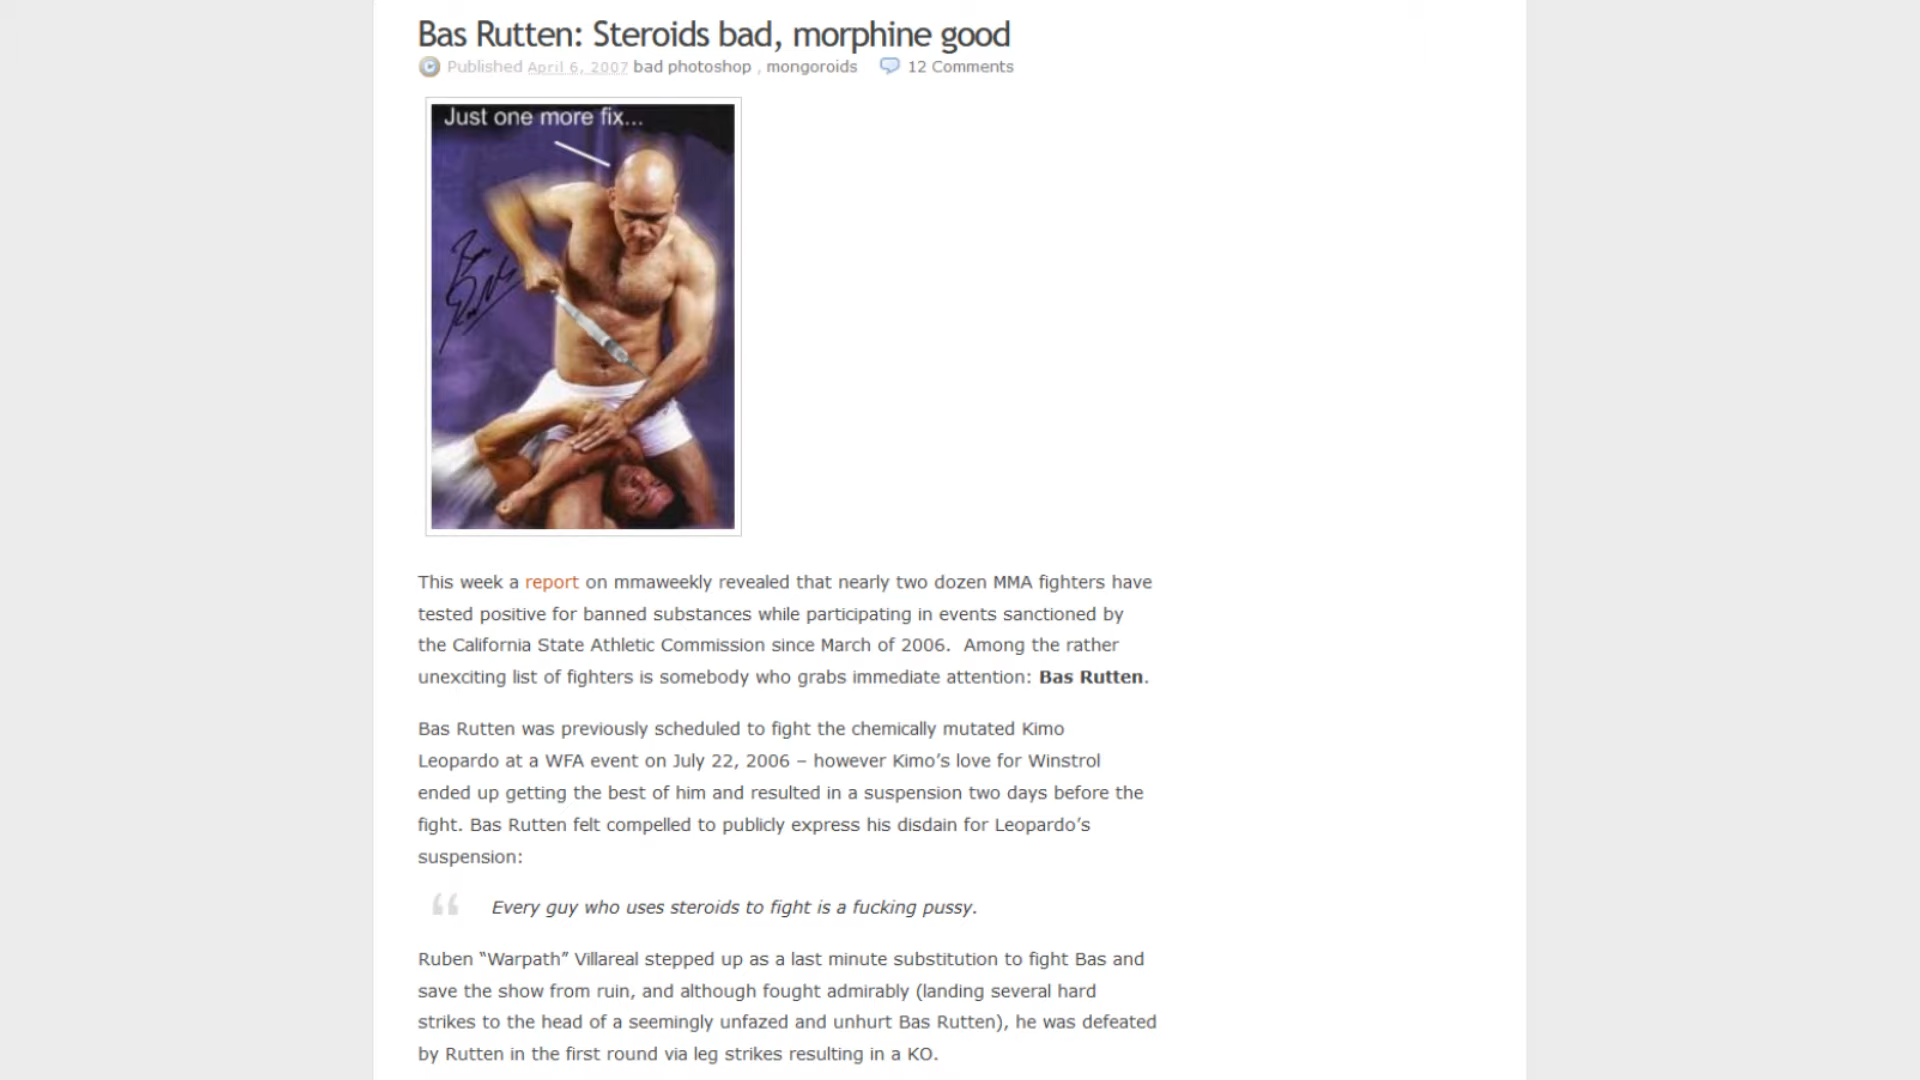 Bas Rutten: Steroids bad, morphine good
Published April 6, 2007 bad photoshop , mongoroids 12 Comments
Just one more fix...
Bas Rutten
This week a report on mmaweekly revealed that nearly two dozen MMA fighters have
tested positive for banned substances while participating in events sanctioned by
the California State Athletic Commission since March of 2006.  Among the rather
unexciting list of fighters is somebody who grabs immediate attention: Bas Rutten.
Bas Rutten was previously scheduled to fight the chemically mutated Kimo
Leopardo at a WFA event on July 22, 2006 – however Kimo’s love for Winstrol
ended up getting the best of him and resulted in a suspension two days before the
fight. Bas Rutten felt compelled to publicly express his disdain for Leopardo’s
suspension:
“ Every guy who uses steroids to fight is a fucking pussy.
Ruben “Warpath” Villareal stepped up as a last minute substitution to fight Bas and
save the show from ruin, and although fought admirably (landing several hard
strikes to the head of a seemingly unfazed and unhurt Bas Rutten), he was defeated
by Rutten in the first round via leg strikes resulting in a KO.